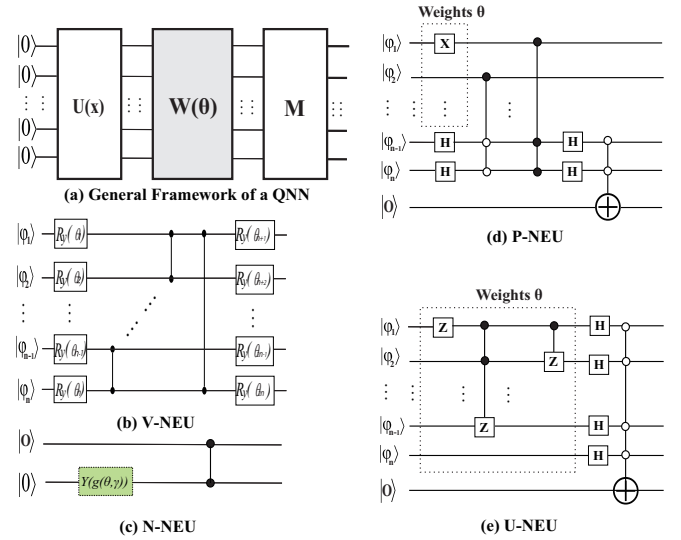 |0⟩
|0⟩
|0⟩
|0⟩
U(x)
W(θ)
M
(a) General Framework of a QNN
|φ₁⟩ Ry(θ1) Ry(θn+1)
|φ₂⟩ Ry(θ2) Ry(θn+2)
|φₙ₋₁⟩ Ry(θn-1) Ry(θ2n-1)
|φₙ⟩ Ry(θn) Ry(θ2n)
(b) V-NEU
|0⟩
|0⟩ Y(g(θ,γ))
(c) N-NEU
Weights θ
|φ₁⟩ X
|φ₂⟩
|φₙ₋₁⟩ H H
|φₙ⟩ H H
|0⟩
(d) P-NEU
Weights θ
|φ₁⟩ Z H
|φ₂⟩ Z H
|φₙ₋₁⟩ Z H
|φₙ⟩ H
|0⟩
(e) U-NEU